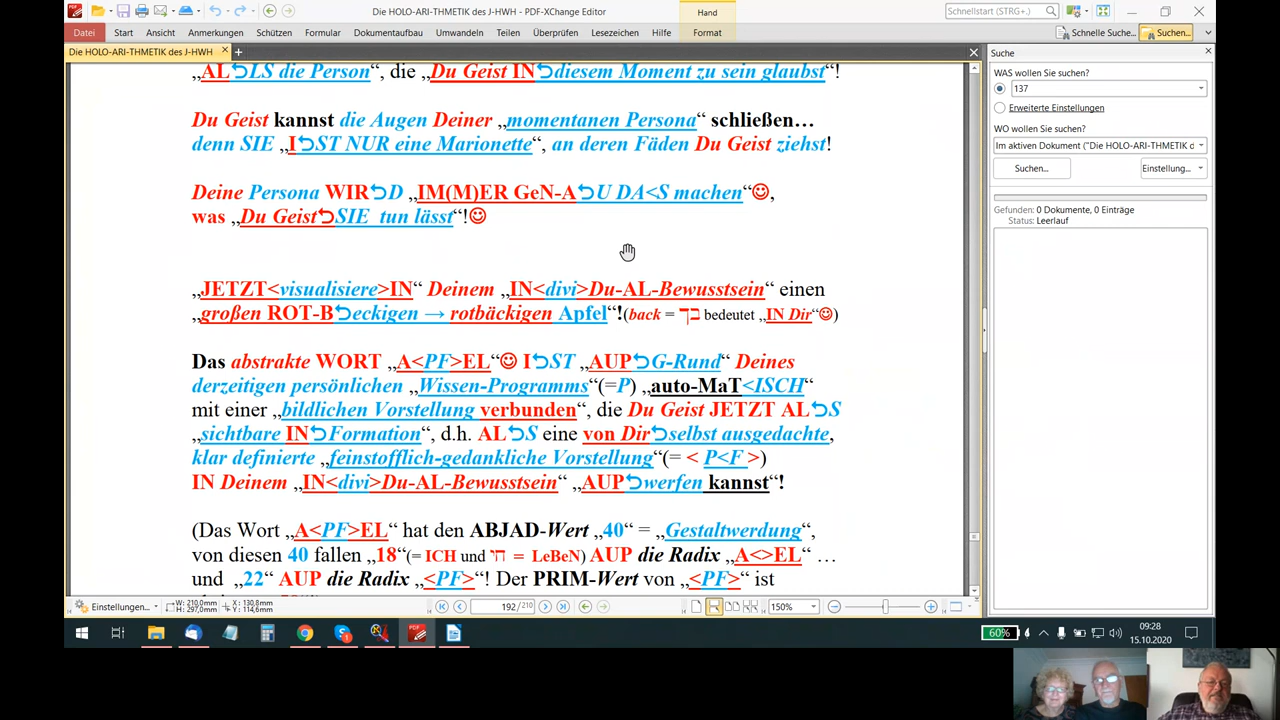 Die HOLO-ARI-THMETIK des J-HWH - PDF-XChange Editor
Hand
Schnellstart (STRG+.)
Datei Start Ansicht Anmerkung Schützen Formular Dokumentaufbau Umwandeln Teilen Überprüfen Lesezeichen Hilfe Format Schnelle Suche... Suchen...
Die HOLO-ARI-THMETIK des J-HWH
„AL⮌LS die Person“, die „Du Geist IN⮌diesem Moment zu sein glaubst“!
Du Geist kannst die Augen Deiner „momentanen Persona“ schließen…
denn SIE „I⮌ST NUR eine Marionette“, an deren Fäden Du Geist ziehst!
Deine Persona WIR⮌D „IM(M)ER GeN-A⮌U DA<S machen“☺,
was „Du Geist⮌SIE tun lässt“!☺
„JETZT<visualisiere>IN“ Deinem „IN<divi>Du-AL-Bewusstsein“ einen
„großen ROT-B⮌eckigen → rotbäckigen Apfel“!(back = בך bedeutet „IN Dir“☺)
Das abstrakte WORT „A<PF>EL“☺ I⮌ST „AUP⮌G-Rund“ Deines
derzeitigen persönlichen „Wissen-Programms“(=P) „auto-MaT<ISCH“
mit einer „bildlichen Vorstellung verbunden“, die Du Geist JETZT AL⮌S
„sichtbare IN⮌Formation“, d.h. AL⮌S eine von Dir⮌selbst ausgedachte,
klar definierte „feinstofflich-gedankliche Vorstellung“(= < P<F >)
IN Deinem „IN<divi>Du-AL-Bewusstsein“ „AUP⮌werfen kannst“!
(Das Wort „A<PF>EL“ hat den ABJAD-Wert „40“ = „Gestaltwerdung“,
von diesen 40 fallen „18“(= ICH und חי = LeBeN) AUP die Radix „A<>EL“ …
und „22“ AUP die Radix „<PF>“! Der PRIM-Wert von „<PF>“ ist
Suche
WAS wollen Sie suchen?
137
Erweiterte Einstellungen
WO wollen Sie suchen?
Im aktiven Dokument ("Die HOLO-ARI-THMETIK d
Suchen... Einstellung...
Gefunden: 0 Dokumente, 0 Einträge
Status: Leerlauf
Einstellungen... W: 210,0mm X: 130,8mm 192 / 210 150%
H: 297,0mm Y: 114,6mm
60% 09:28
15.10.2020